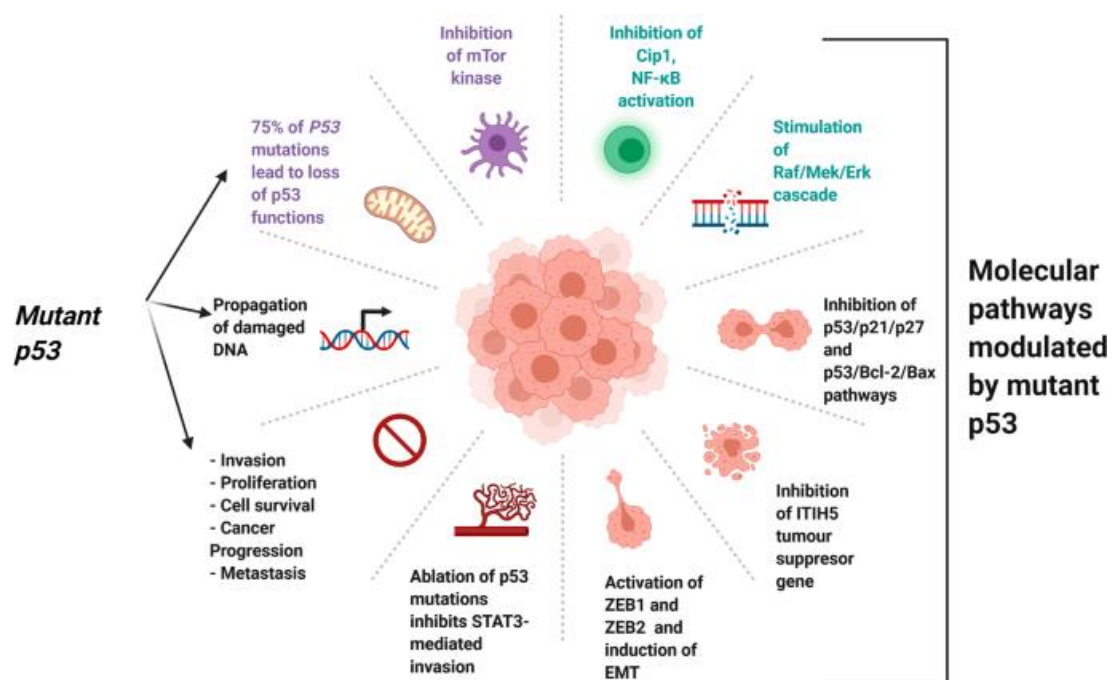 Mutant
p53
75% of P53
mutations
lead to loss
of p53
functions
Propagation
of damaged
DNA
- Invasion
- Proliferation
- Cell survival
- Cancer
Progression
- Metastasis
Inhibition
of mTor
kinase
Inhibition of
Cip1,
NF-κB
activation
Stimulation
of
Raf/Mek/Erk
cascade
Inhibition of
p53/p21/p27
and
p53/Bcl-2/Bax
pathways
Inhibition
of ITIH5
tumour
suppresor
gene
Activation of
ZEB1 and
ZEB2 and
induction of
EMT
Ablation of p53
mutations
inhibits STAT3-
mediated
invasion
Molecular
pathways
modulated
by mutant
p53